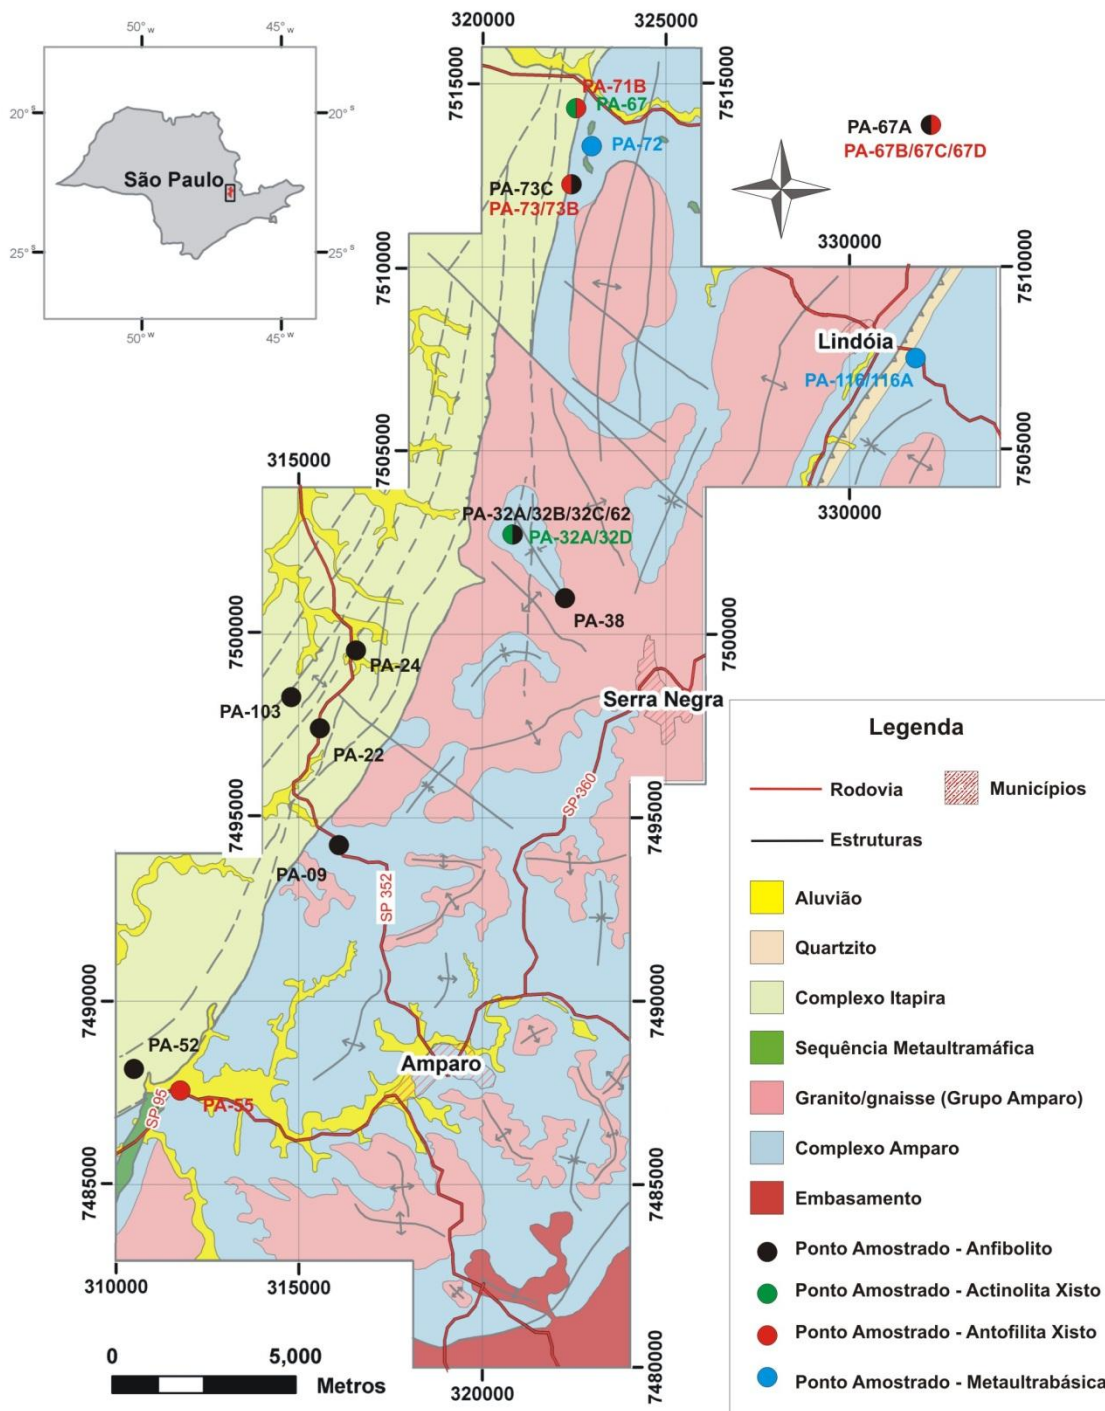 50° w
45° w
20° s
20° s
São Paulo
25° s
25° s
50° w
45° w
320000
325000
7515000
7515000
PA-71B
PA-67
PA-72
PA-73C
PA-73/73B
PA-67A
PA-67B/67C/67D
330000
7510000
7510000
Lindóia
PA-116/116A
7505000
7505000
315000
330000
PA-32A/32B/32C/62
PA-32A/32D
PA-38
7500000
7500000
PA-24
PA-103
PA-22
Serra Negra
SP-360
7495000
7495000
PA-09
SP 352
7490000
7490000
PA-52
Amparo
SP 95
PA-55
7485000
7485000
310000
315000
320000
7480000
0
5,000
Metros
Legenda
Rodovia
Municípios
Estruturas
Aluvião
Quartzito
Complexo Itapira
Sequência Metaultramáfica
Granito/gnaisse (Grupo Amparo)
Complexo Amparo
Embasamento
Ponto Amostrado - Anfibolito
Ponto Amostrado - Actinolita Xisto
Ponto Amostrado - Antofilita Xisto
Ponto Amostrado - Metaultrabásica